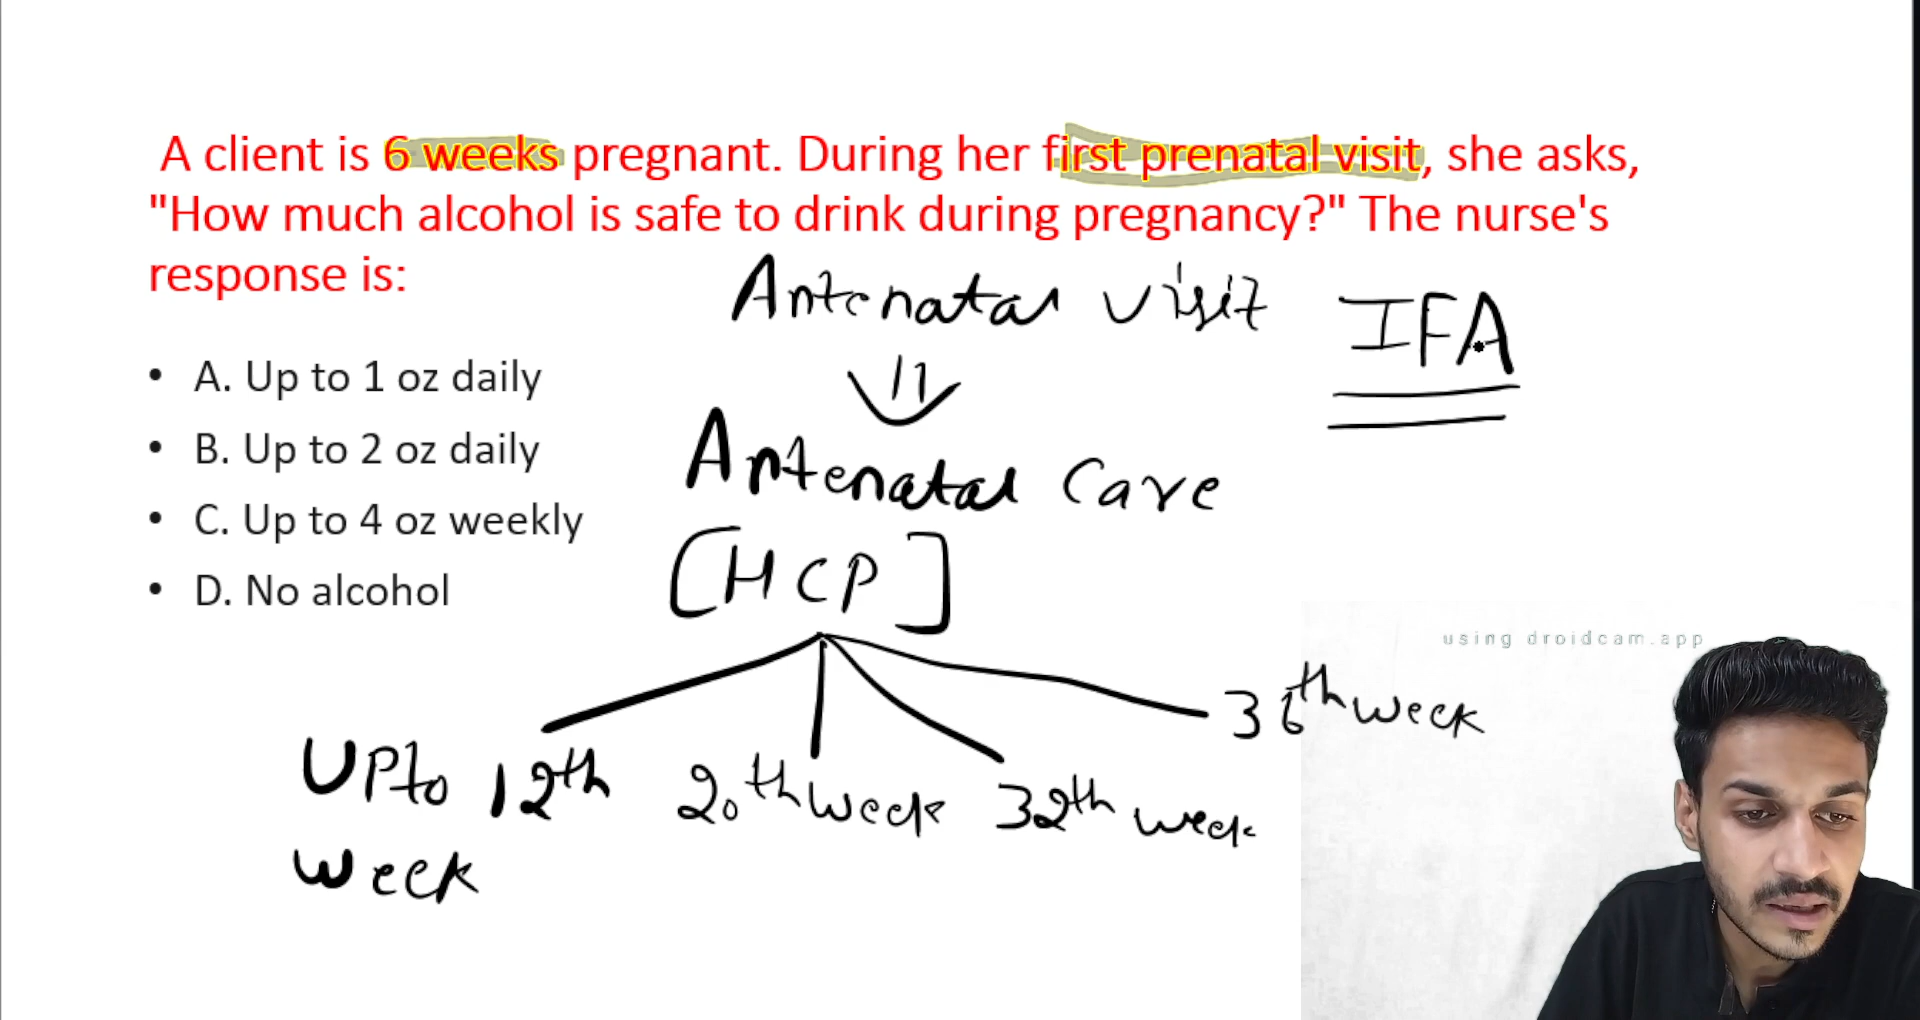 A client is 6 weeks pregnant. During her first prenatal visit, she asks,
"How much alcohol is safe to drink during pregnancy?" The nurse's
response is:
Antenatal visit
IFA
• A. Up to 1 oz daily
• B. Up to 2 oz daily
Antenatal Care
• C. Up to 4 oz weekly
[HCP]
• D. No alcohol
using droidcam.app
36th week
Upto 12th
week
20th week
32th week